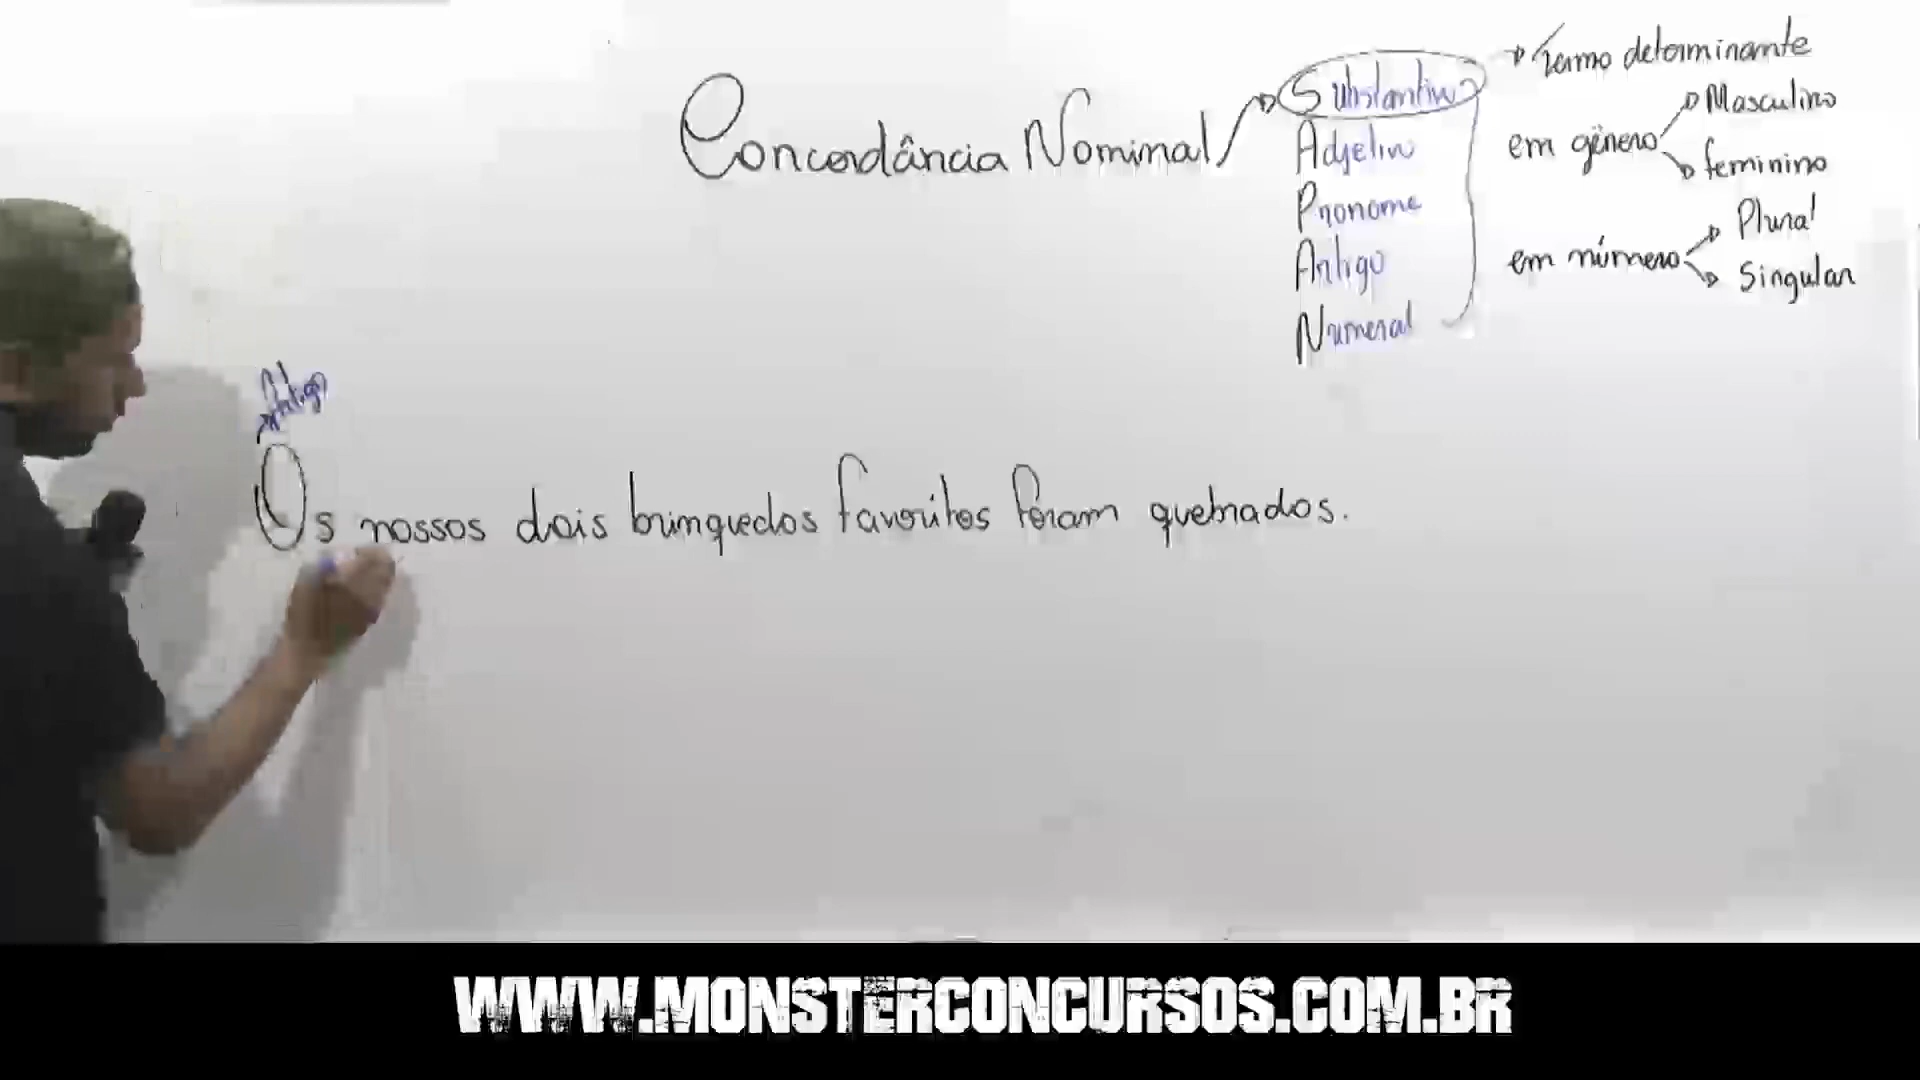 Concordância Nominal
Substantivo
Adjetivo
Pronome
Artigo
Numeral
Termo determinante
em gênero
Masculino
feminino
em número
Plural
Singular
Artigo
Os nossos dois brinquedos favoritos foram quebrados.
WWW.MONSTERCONCURSOS.COM.BR